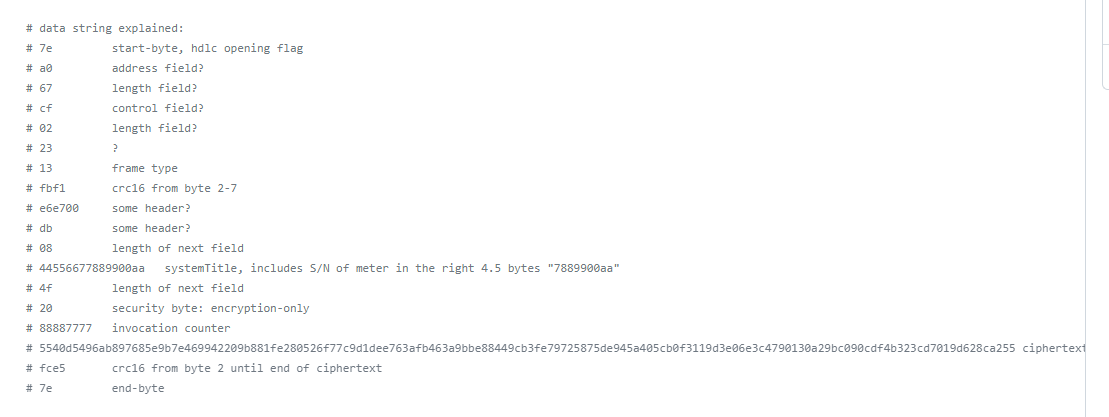 # data string explained:
# 7e start-byte, hdlc opening flag
# a0 address field?
# 67 length field?
# cf control field?
# 02 length field?
# 23 ?
# 13 frame type
# fbf1 crc16 from byte 2-7
# e6e700 some header?
# db some header?
# 08 length of next field
# 44556677889900aa systemTitle, includes S/N of meter in the right 4.5 bytes "7889900aa"
# 4f length of next field
# 20 security byte: encryption-only
# 88887777 invocation counter
# 5540d5496ab897685e9b7e469942209b881fe280526f77c9d1dee763afb463a9bbe88449cb3fe79725875de945a405cb0f3119d3e06e3c4790130a29bc090cdf4b323cd7019d628ca255 ciphertext
# fce5 crc16 from byte 2 until end of ciphertext
# 7e end-byte